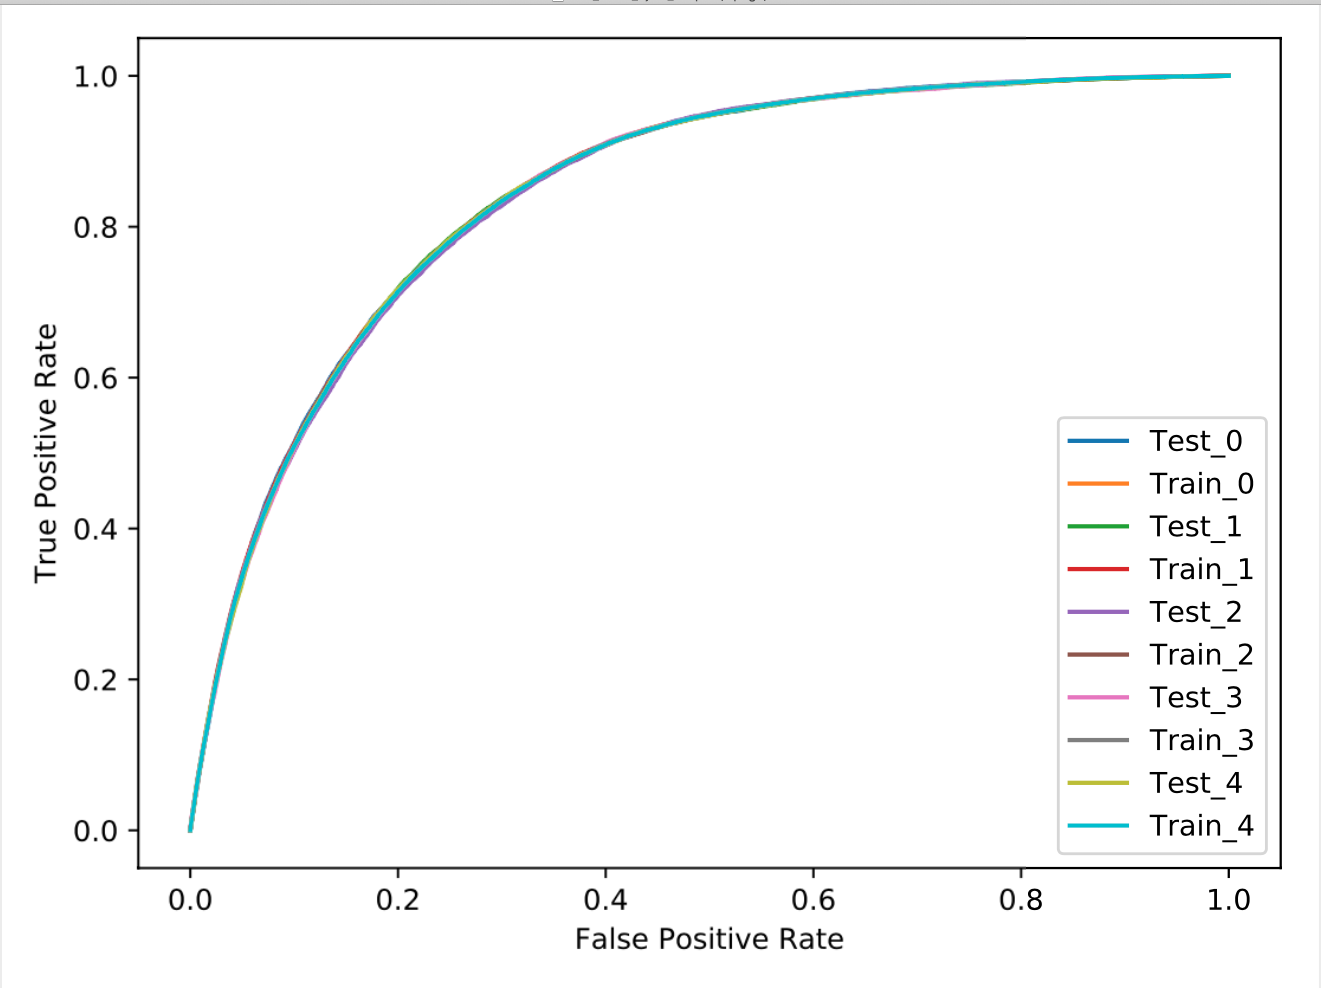 1.0
0.8
0.6
0.4
0.2
0.0
True Positive Rate
Test_0
Train_0
Test_1
Train_1
Test_2
Train_2
Test_3
Train_3
Test_4
Train_4
0.0 0.2 0.4 0.6 0.8 1.0
False Positive Rate